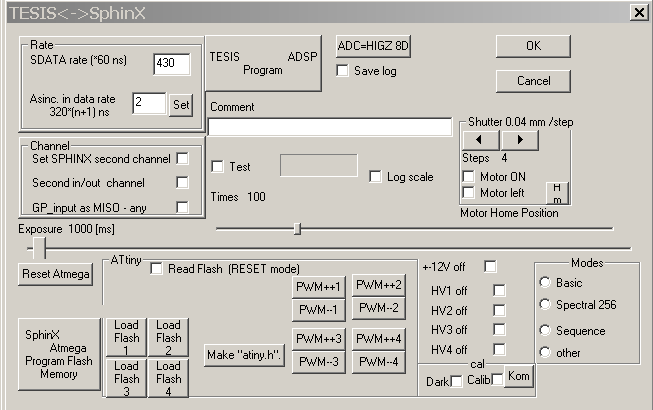 TESIS<->SphinX
Rate
SDATA rate (*60 ns)
430
Asinc. in data rate
320*(n+1) ns
2
Set
TESIS ADSP
Program
ADC=HIGZ 8D
Save log
OK
Cancel
Comment
Channel
Set SPHINX second channel
Second in/out channel
GP_input as MISO - any
Test
Log scale
Times 100
Shutter 0.04 mm /step
Steps 4
Motor ON
Motor left
H
m
Motor Home Position
Exposure 1000 [ms]
Reset Atmega
ATtiny
Read Flash (RESET mode)
PWM++1
PWM++2
PWM--1
PWM--2
PWM++3
PWM++4
PWM--3
PWM--4
Make "atiny.h".
SphinX
Atmega
Program Flash
Memory
Load
Flash
1
Load
Flash
2
Load
Flash
3
Load
Flash
4
+-12V off
HV1 off
HV2 off
HV3 off
HV4 off
cal
Dark
Calib
Kom
Modes
Basic
Spectral 256
Sequence
other